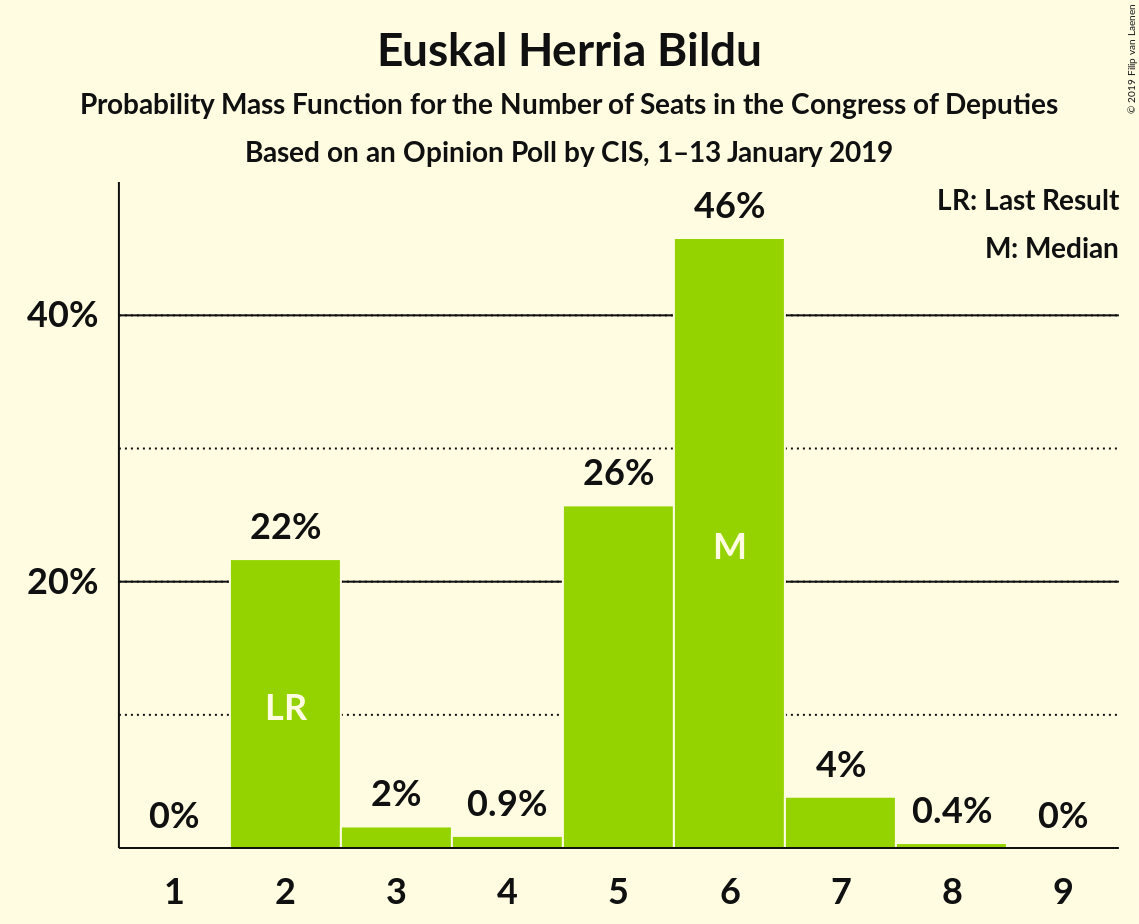 Euskal Herria Bildu
Probability Mass Function for the Number of Seats in the Congress of Deputies
Based on an Opinion Poll by CIS, 1–13 January 2019
© 2019 Filip van Laenen
LR: Last Result
M: Median
46%
40%
26%
22%
M
20%
LR
4%
2%
0.9%
0.4%
0%
0%
1 2 3 4 5 6 7 8 9